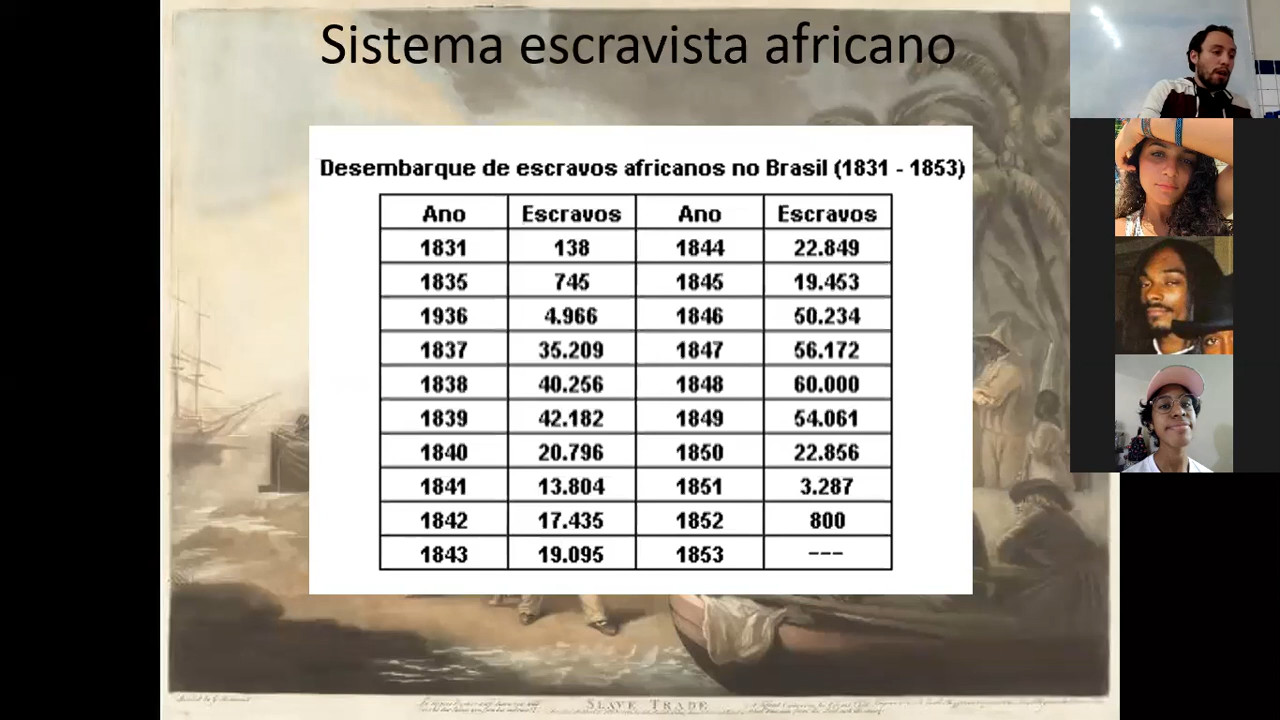 Sistema escravista africano
Desembarque de escravos africanos no Brasil (1831 - 1853)
Ano Escravos Ano Escravos
1831 138 1844 22.849
1835 745 1845 19.453
1936 4.966 1846 50.234
1837 35.209 1847 56.172
1838 40.256 1848 60.000
1839 42.182 1849 54.061
1840 20.796 1850 22.856
1841 13.804 1851 3.287
1842 17.435 1852 800
1843 19.095 1853 ---
SLAVE TRADE